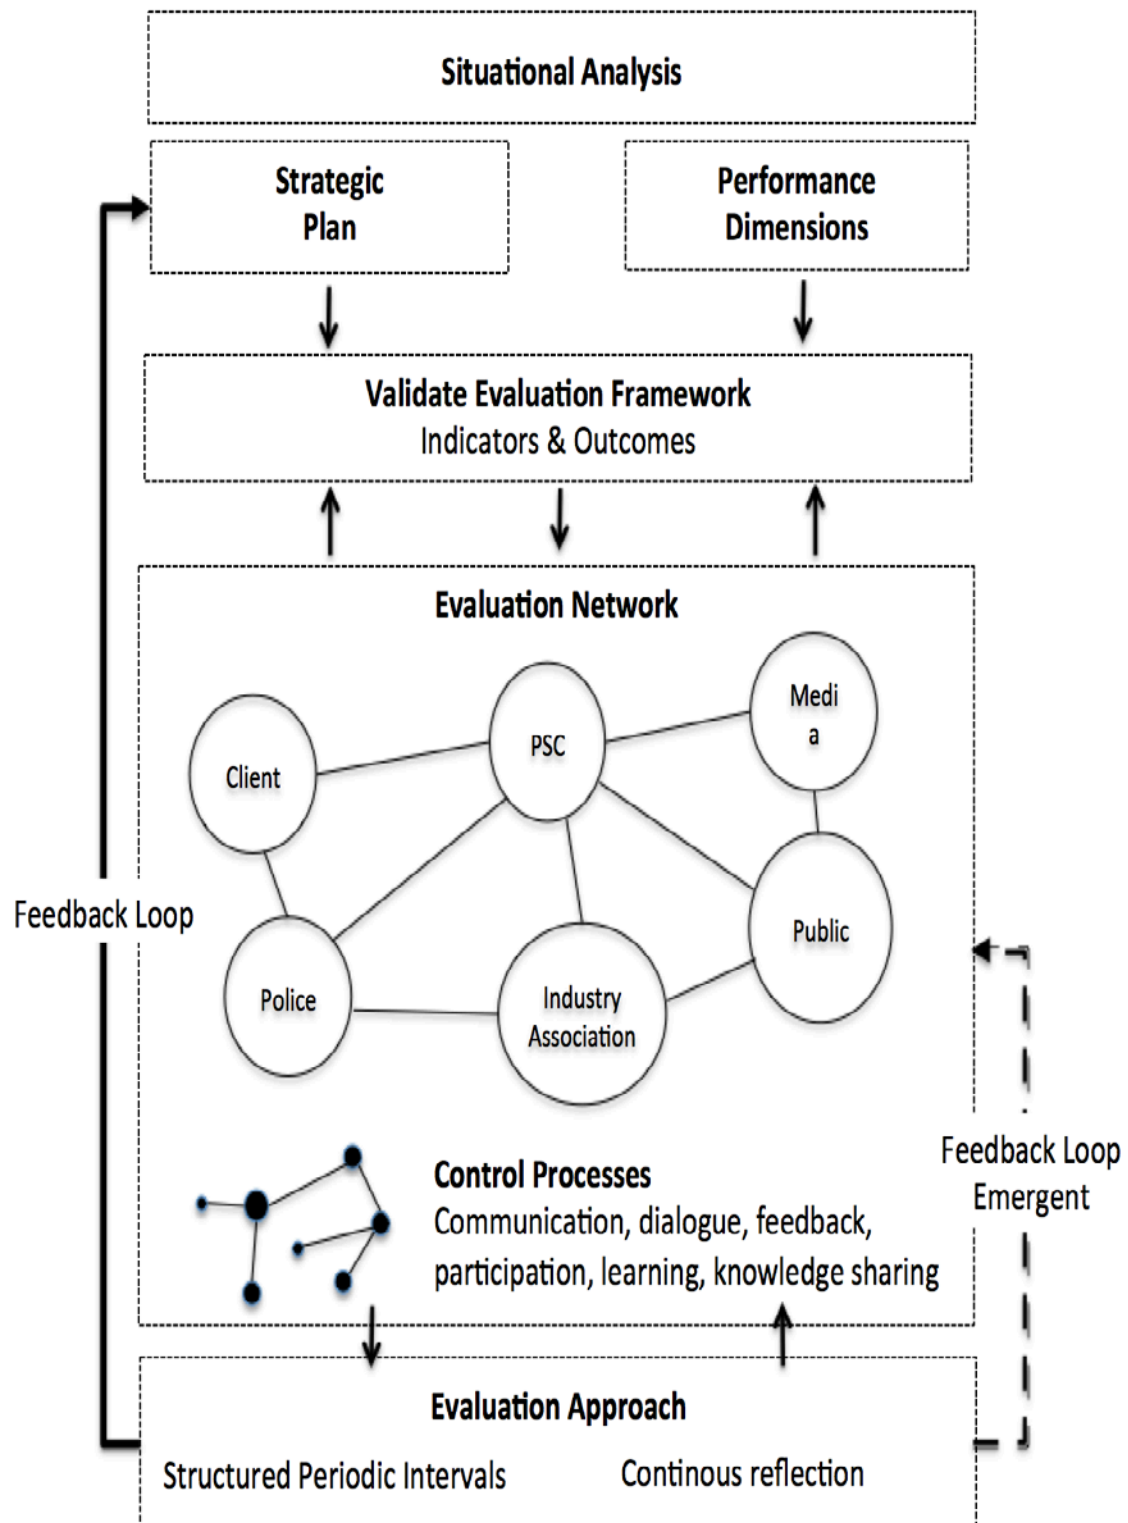 Situational Analysis
Strategic
Plan
Performance
Dimensions
Validate Evaluation Framework
Indicators & Outcomes
Evaluation Network
Client
PSC
Medi
a
Feedback Loop
Police
Industry
Association
Public
Control Processes
Communication, dialogue, feedback,
participation, learning, knowledge sharing
Feedback Loop
Emergent
Evaluation Approach
Structured Periodic Intervals
Continous reflection